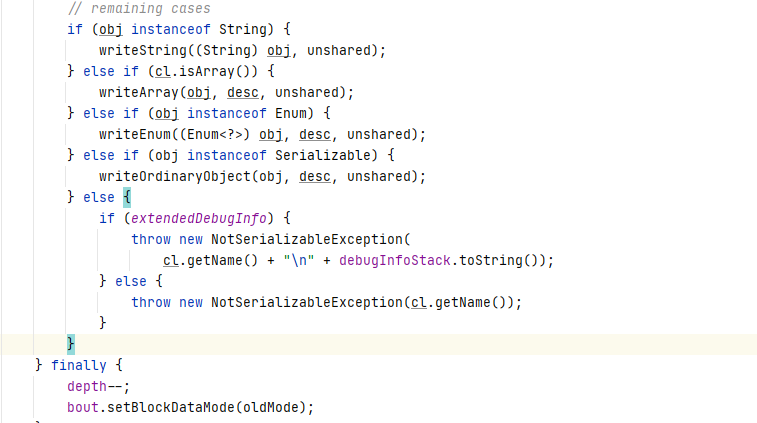 // remaining cases
if (obj instanceof String) {
writeString((String) obj, unshared);
} else if (cl.isArray()) {
writeArray(obj, desc, unshared);
} else if (obj instanceof Enum) {
writeEnum((Enum<?>) obj, desc, unshared);
} else if (obj instanceof Serializable) {
writeOrdinaryObject(obj, desc, unshared);
} else {
if (extendedDebugInfo) {
throw new NotSerializableException(
cl.getName() + "\n" + debugInfoStack.toString());
} else {
throw new NotSerializableException(cl.getName());
}
}
} finally {
depth--;
bout.setBlockDataMode(oldMode);